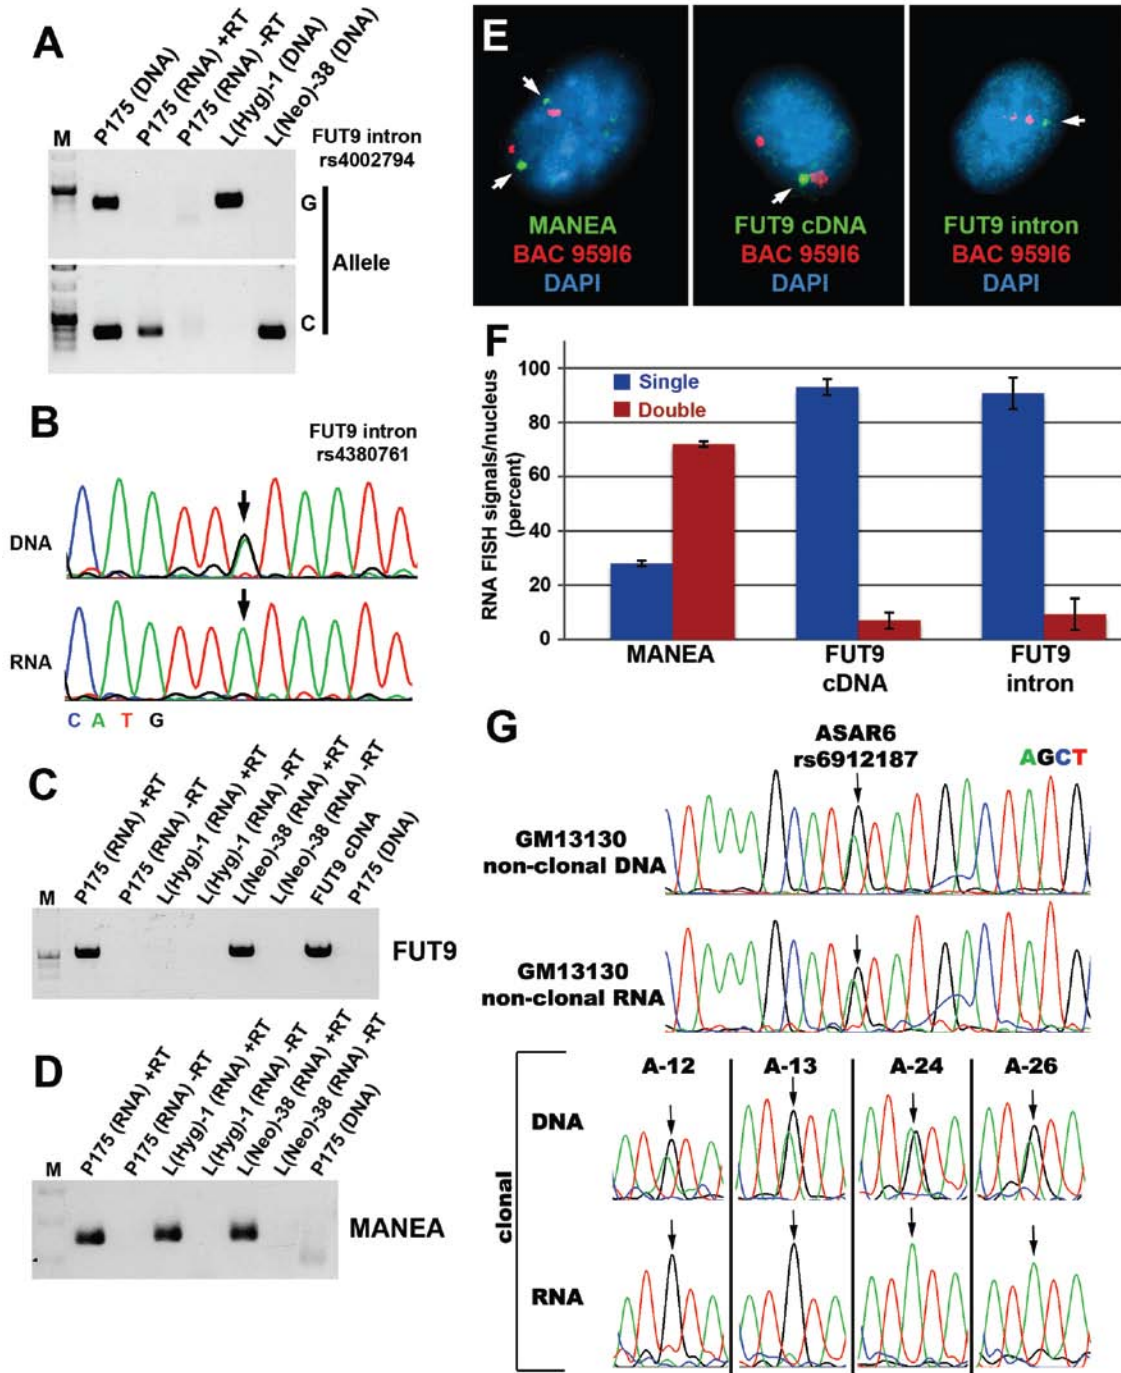 A
P175 (DNA)
P175 (RNA) +RT
P175 (RNA) -RT
L(Hyg)-1 (DNA)
L(Neo)-38 (DNA)
M
FUT9 intron
rs4002794
G
Allele
C
B
FUT9 intron
rs4380761
DNA
RNA
C A T G
C
P175 (RNA) +RT
P175 (RNA) -RT
L(Hyg)-1 (RNA) +RT
L(Hyg)-1 (RNA) -RT
L(Neo)-38 (RNA) +RT
L(Neo)-38 (RNA) -RT
FUT9 cDNA
P175 (DNA)
M
FUT9
D
P175 (RNA) +RT
P175 (RNA) -RT
L(Hyg)-1 (RNA) +RT
L(Hyg)-1 (RNA) -RT
L(Neo)-38 (RNA) +RT
L(Neo)-38 (RNA) -RT
P175 (DNA)
M
MANEA
E
MANEA
BAC 959I6
DAPI
FUT9 cDNA
BAC 959I6
DAPI
FUT9 intron
BAC 959I6
DAPI
F
RNA FISH signals/nucleus
(percent)
100
80
60
40
20
0
Single
Double
MANEA
FUT9
cDNA
FUT9
intron
G
ASAR6
rs6912187
AGCT
GM13130
non-clonal DNA
GM13130
non-clonal RNA
clonal
A-12
A-13
A-24
A-26
DNA
RNA